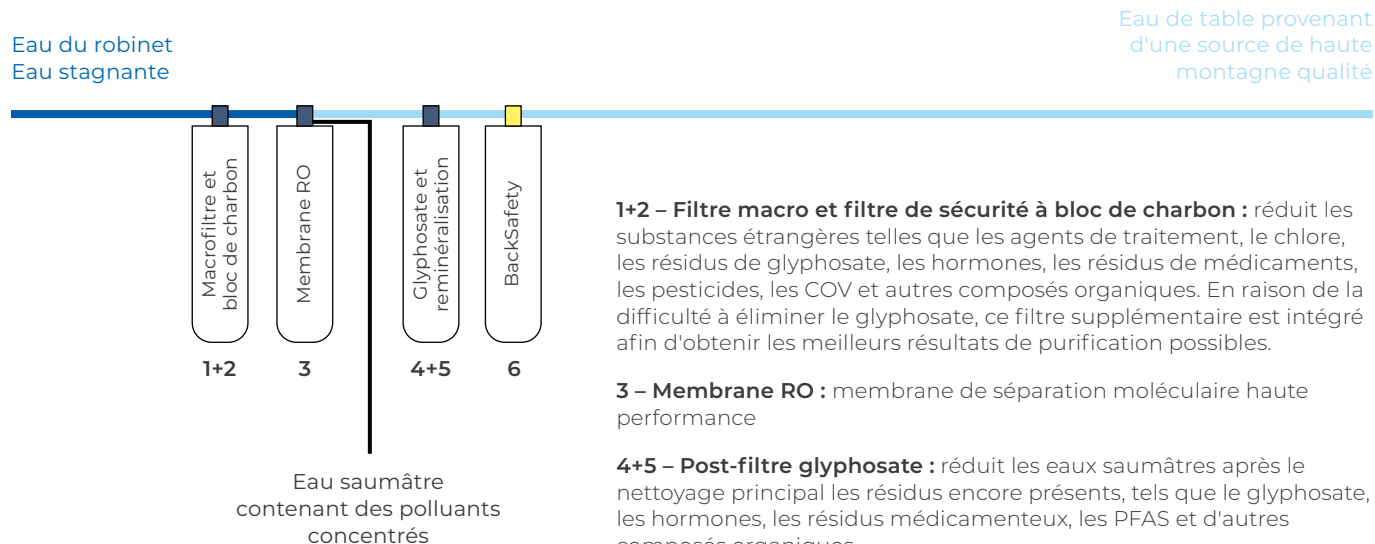 Eau du robinet
Eau stagnante
Eau de table provenant
d'une source de haute
montagne qualité
Macrofiltre et
bloc de charbon
Membrane RO
Glyphosate et
reminéralisation
BackSafety
1+2
3
4+5
6
Eau saumâtre
contenant des polluants
concentrés
1+2 – Filtre macro et filtre de sécurité à bloc de charbon : réduit les
substances étrangères telles que les agents de traitement, le chlore,
les résidus de glyphosate, les hormones, les résidus de médicaments,
les pesticides, les COV et autres composés organiques. En raison de la
difficulté à éliminer le glyphosate, ce filtre supplémentaire est intégré
afin d'obtenir les meilleurs résultats de purification possibles.
3 – Membrane RO : membrane de séparation moléculaire haute
performance
4+5 – Post-filtre glyphosate : réduit les eaux saumâtres après le
nettoyage principal les résidus encore présents, tels que le glyphosate,
les hormones, les résidus médicamenteux, les PFAS et d'autres
composés organiques